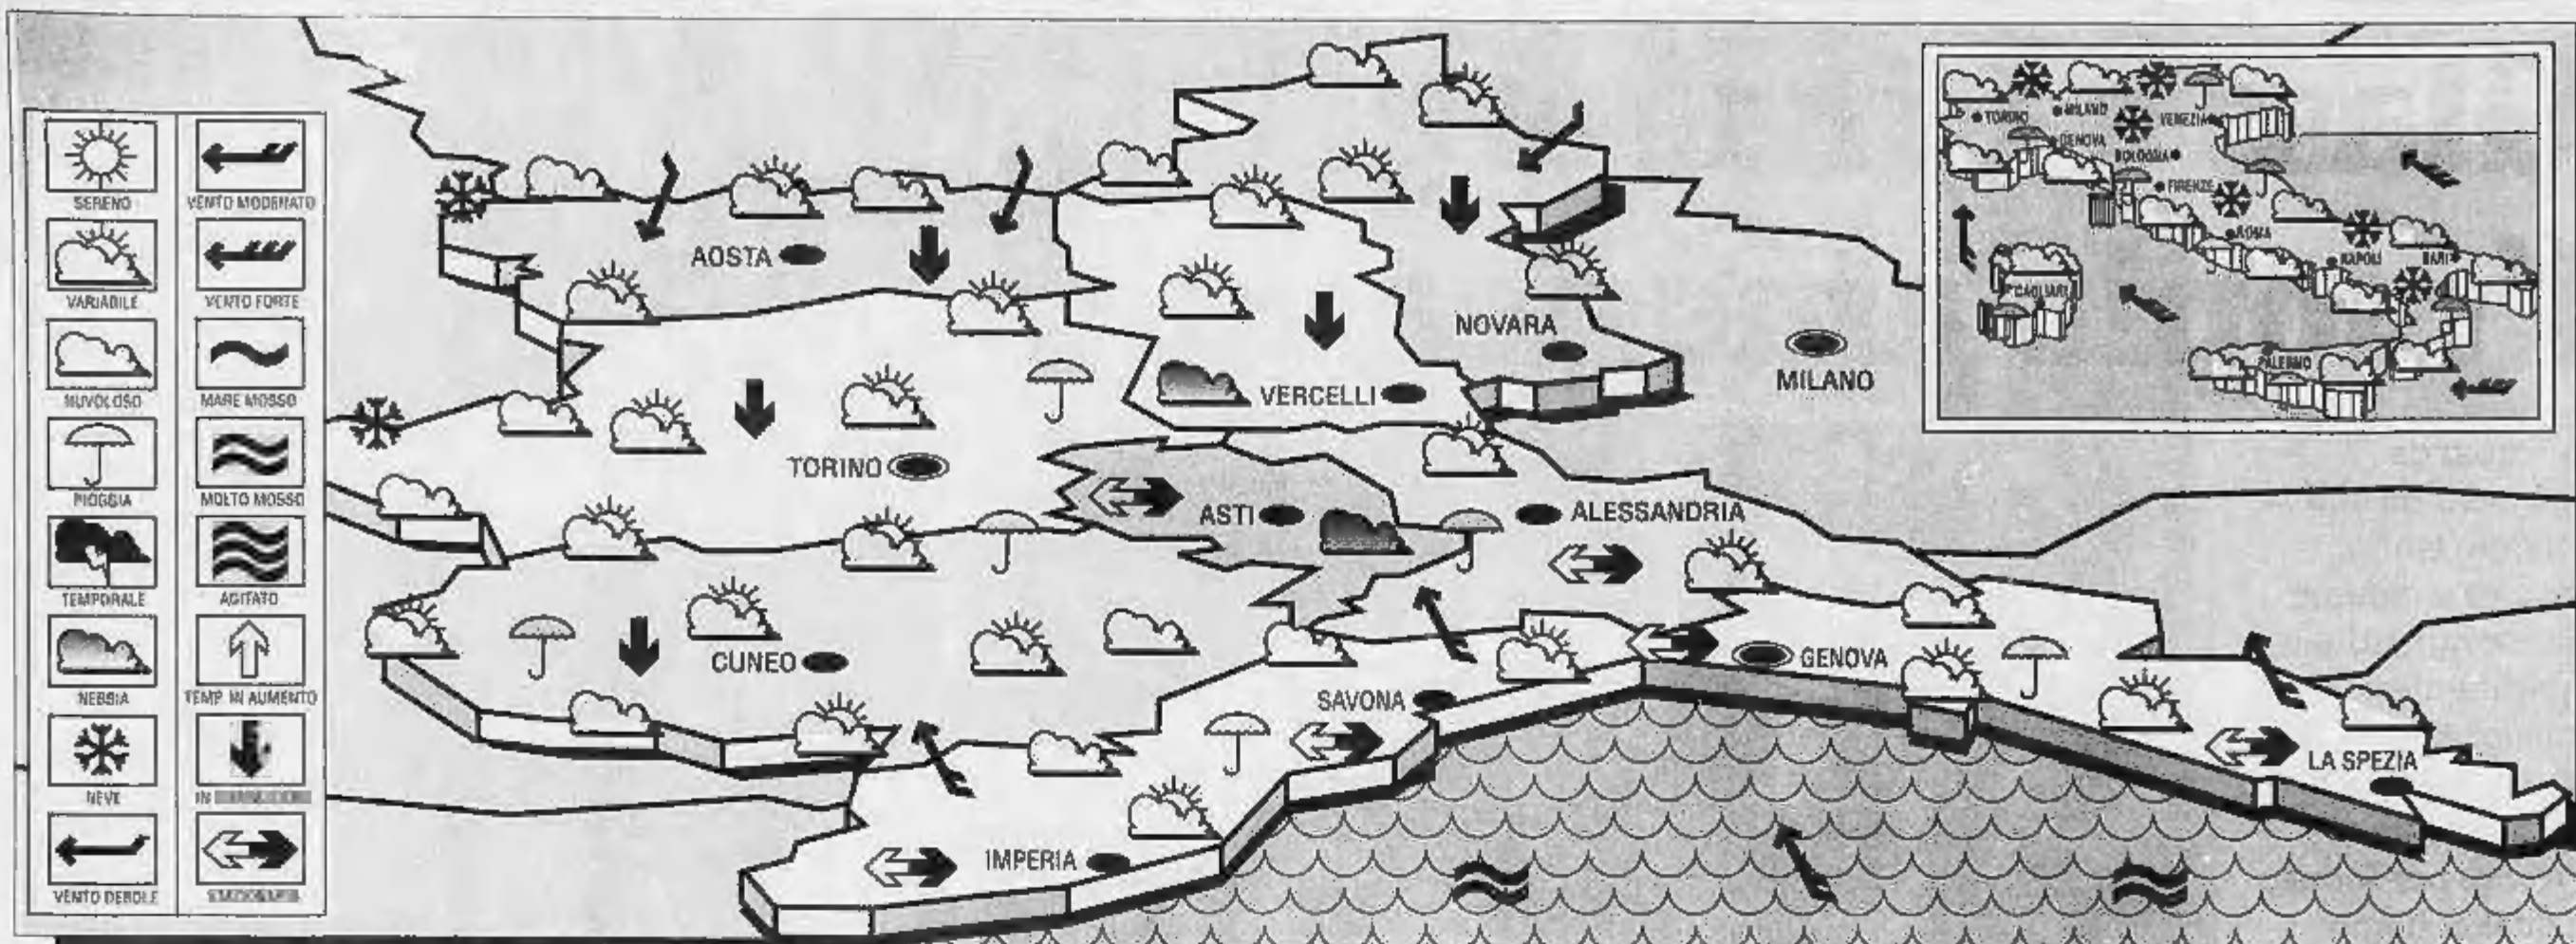 SERENO
VENTO MODERATO
VARIABILE
VENTO FORTE
NUVOLOSO
MARE MOSSO
PIOGGIA
MOLTO MOSSO
TEMPORALE
AGITATO
NEBBIA
TEMP. IN AUMENTO
NEVE
IN
VENTO DEBOLE
AOSTA
NOVARA
MILANO
VERCELLI
TORINO
ASTI
ALESSANDRIA
CUNEO
GENOVA
SAVONA
LA SPEZIA
IMPERIA
TORINO
MILANO
VENEZIA
GENOVA
BOLOGNA
FIRENZE
ROMA
NAPOLI
BARI
CAGLIARI
PALERMO